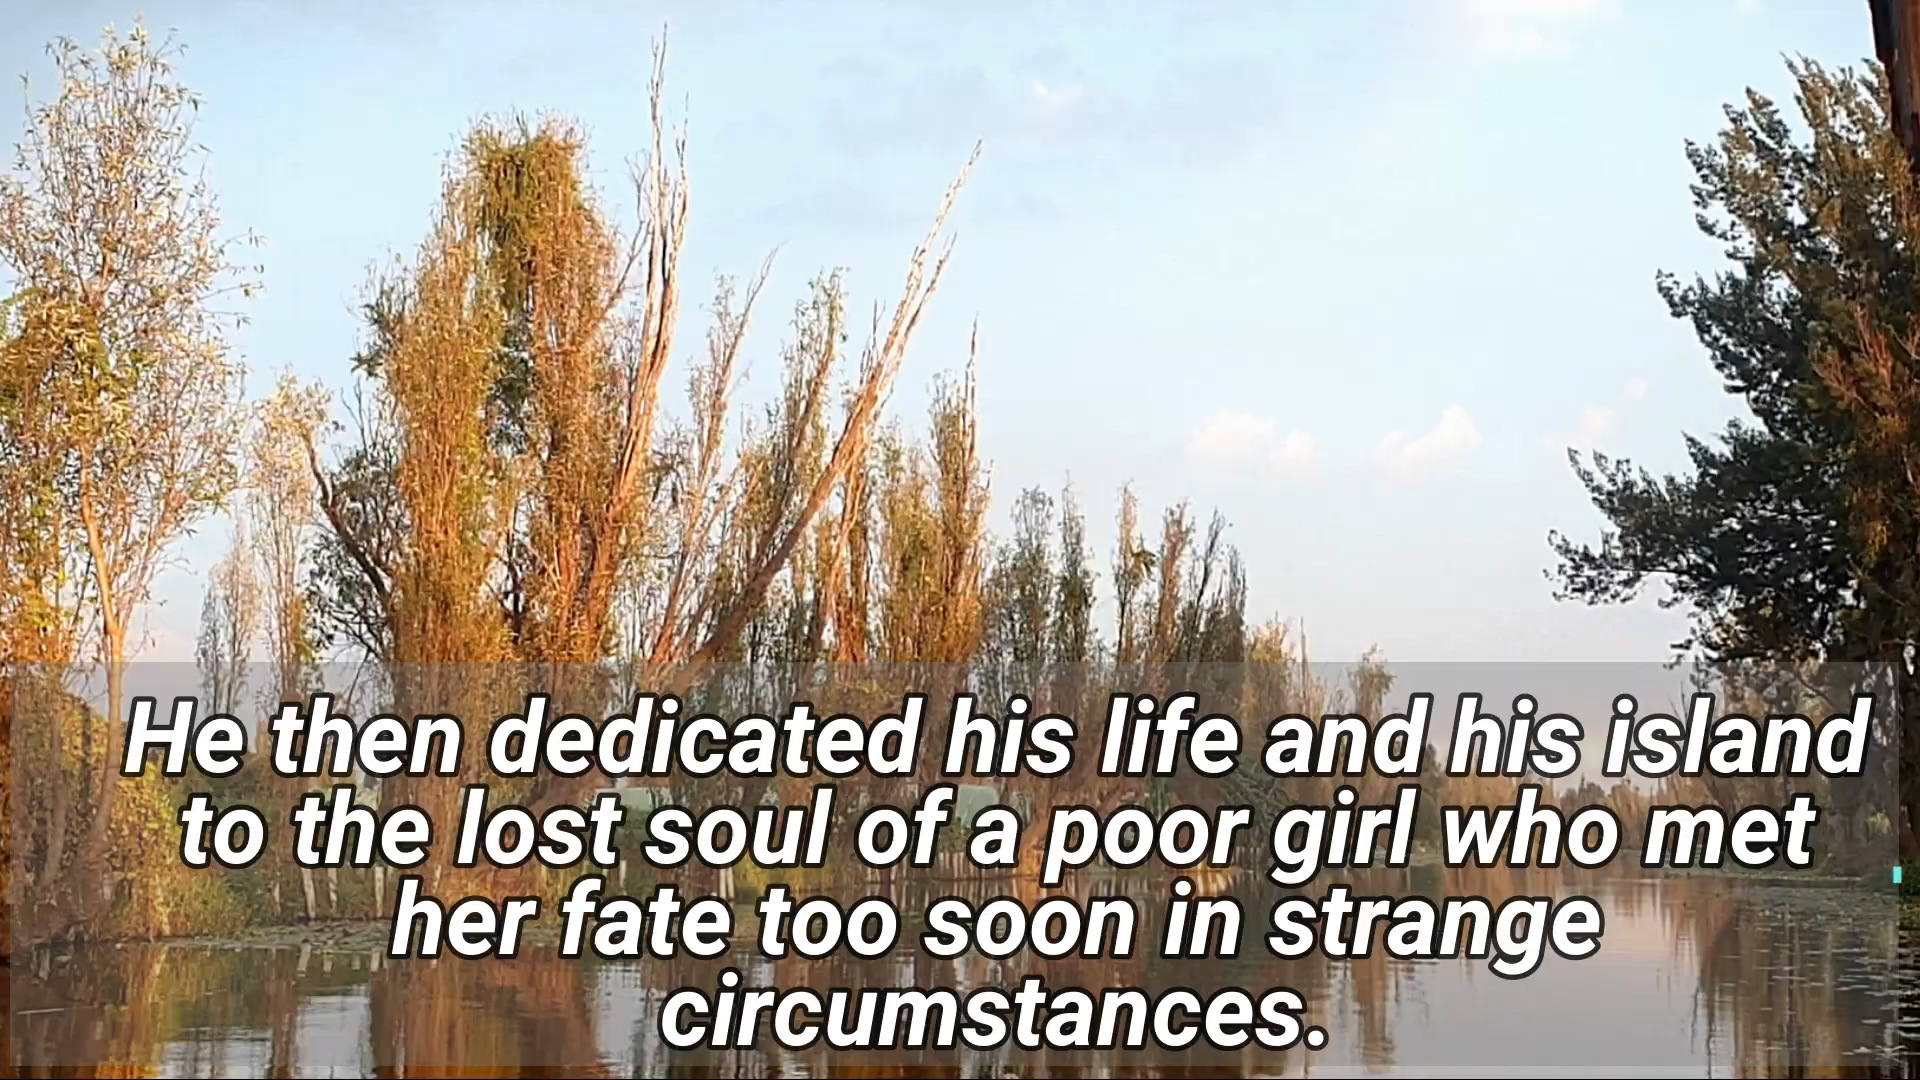 He then dedicated his life and his island
to the lost soul of a poor girl who met
her fate too soon in strange
circumstances.